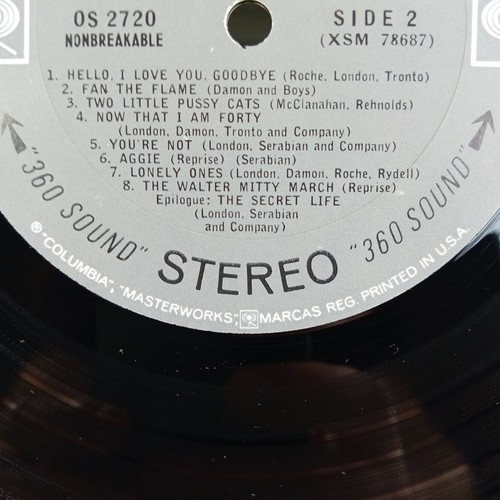 OS 2720
NONBREAKABLE
SIDE 2
(XSM 78687)
1. HELLO, I LOVE YOU, GOODBYE (Roche, London, Tronto)
2. FAN THE FLAME (Damon and Boys)
3. TWO LITTLE PUSSY CATS (McClanahan, Rehnolds)
4. NOW THAT I AM FORTY
(London, Damon, Tronto and Company)
5. YOU'RE NOT (London, Serabian and Company)
6. AGGIE (Reprise) (Serabian)
7. LONELY ONES (London, Damon, Roche, Rydell)
8. THE WALTER MITTY MARCH (Reprise)
Epilogue: THE SECRET LIFE
(London, Serabian
and Company)
"360 SOUND" STEREO "360 SOUND"
® "COLUMBIA", "MASTERWORKS", MARCAS REG. PRINTED IN U.S.A.